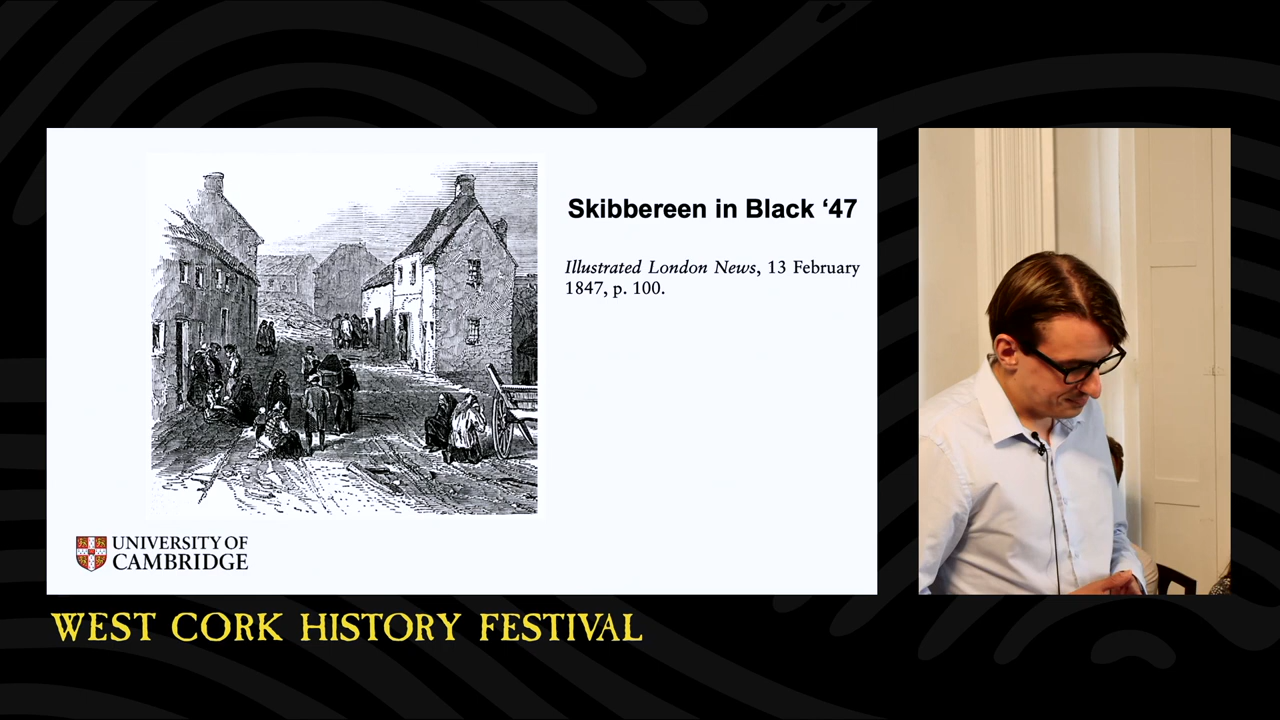 Skibbereen in Black ‘47
Illustrated London News, 13 February
1847, p. 100.
UNIVERSITY OF
CAMBRIDGE
WEST CORK HISTORY FESTIVAL